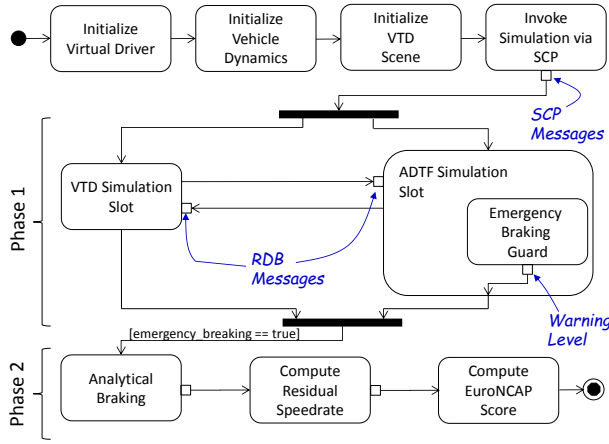 Initialize
Virtual Driver
Initialize
Vehicle
Dynamics
Initialize
VTD
Scene
Invoke
Simulation via
SCP
SCP
Messages
Phase 1
VTD Simulation
Slot
ADTF Simulation
Slot
Emergency
Braking
Guard
RDB
Messages
Warning
Level
[emergency_breaking == true]
Phase 2
Analytical
Braking
Compute
Residual
Speedrate
Compute
EuroNCAP
Score